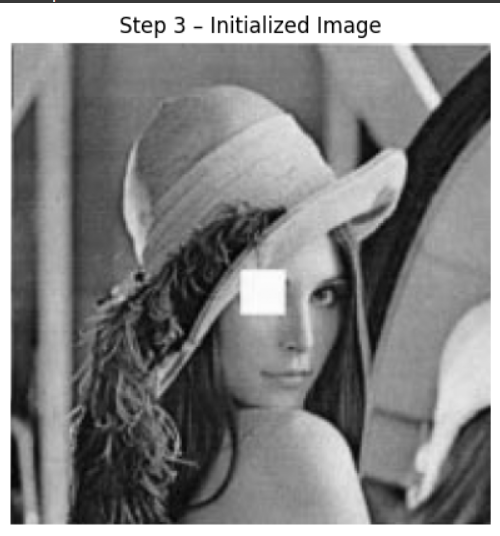 Step 3 – Initialized Image